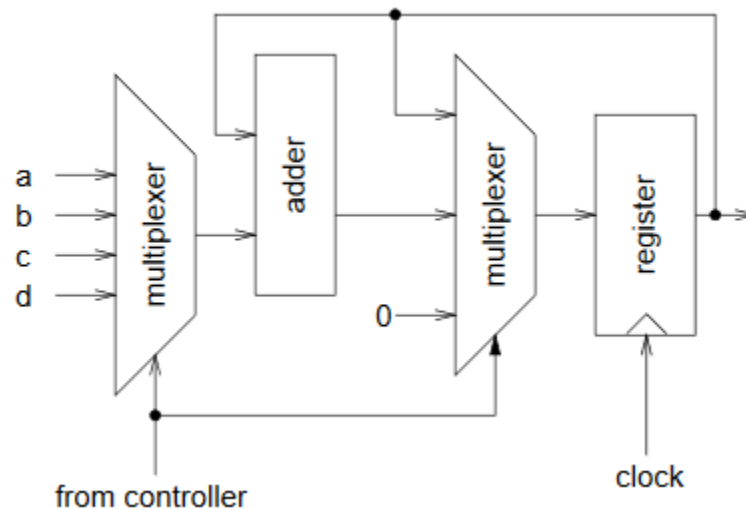 a
b
c
d
multiplexer
adder
multiplexer
0
register
from controller
clock